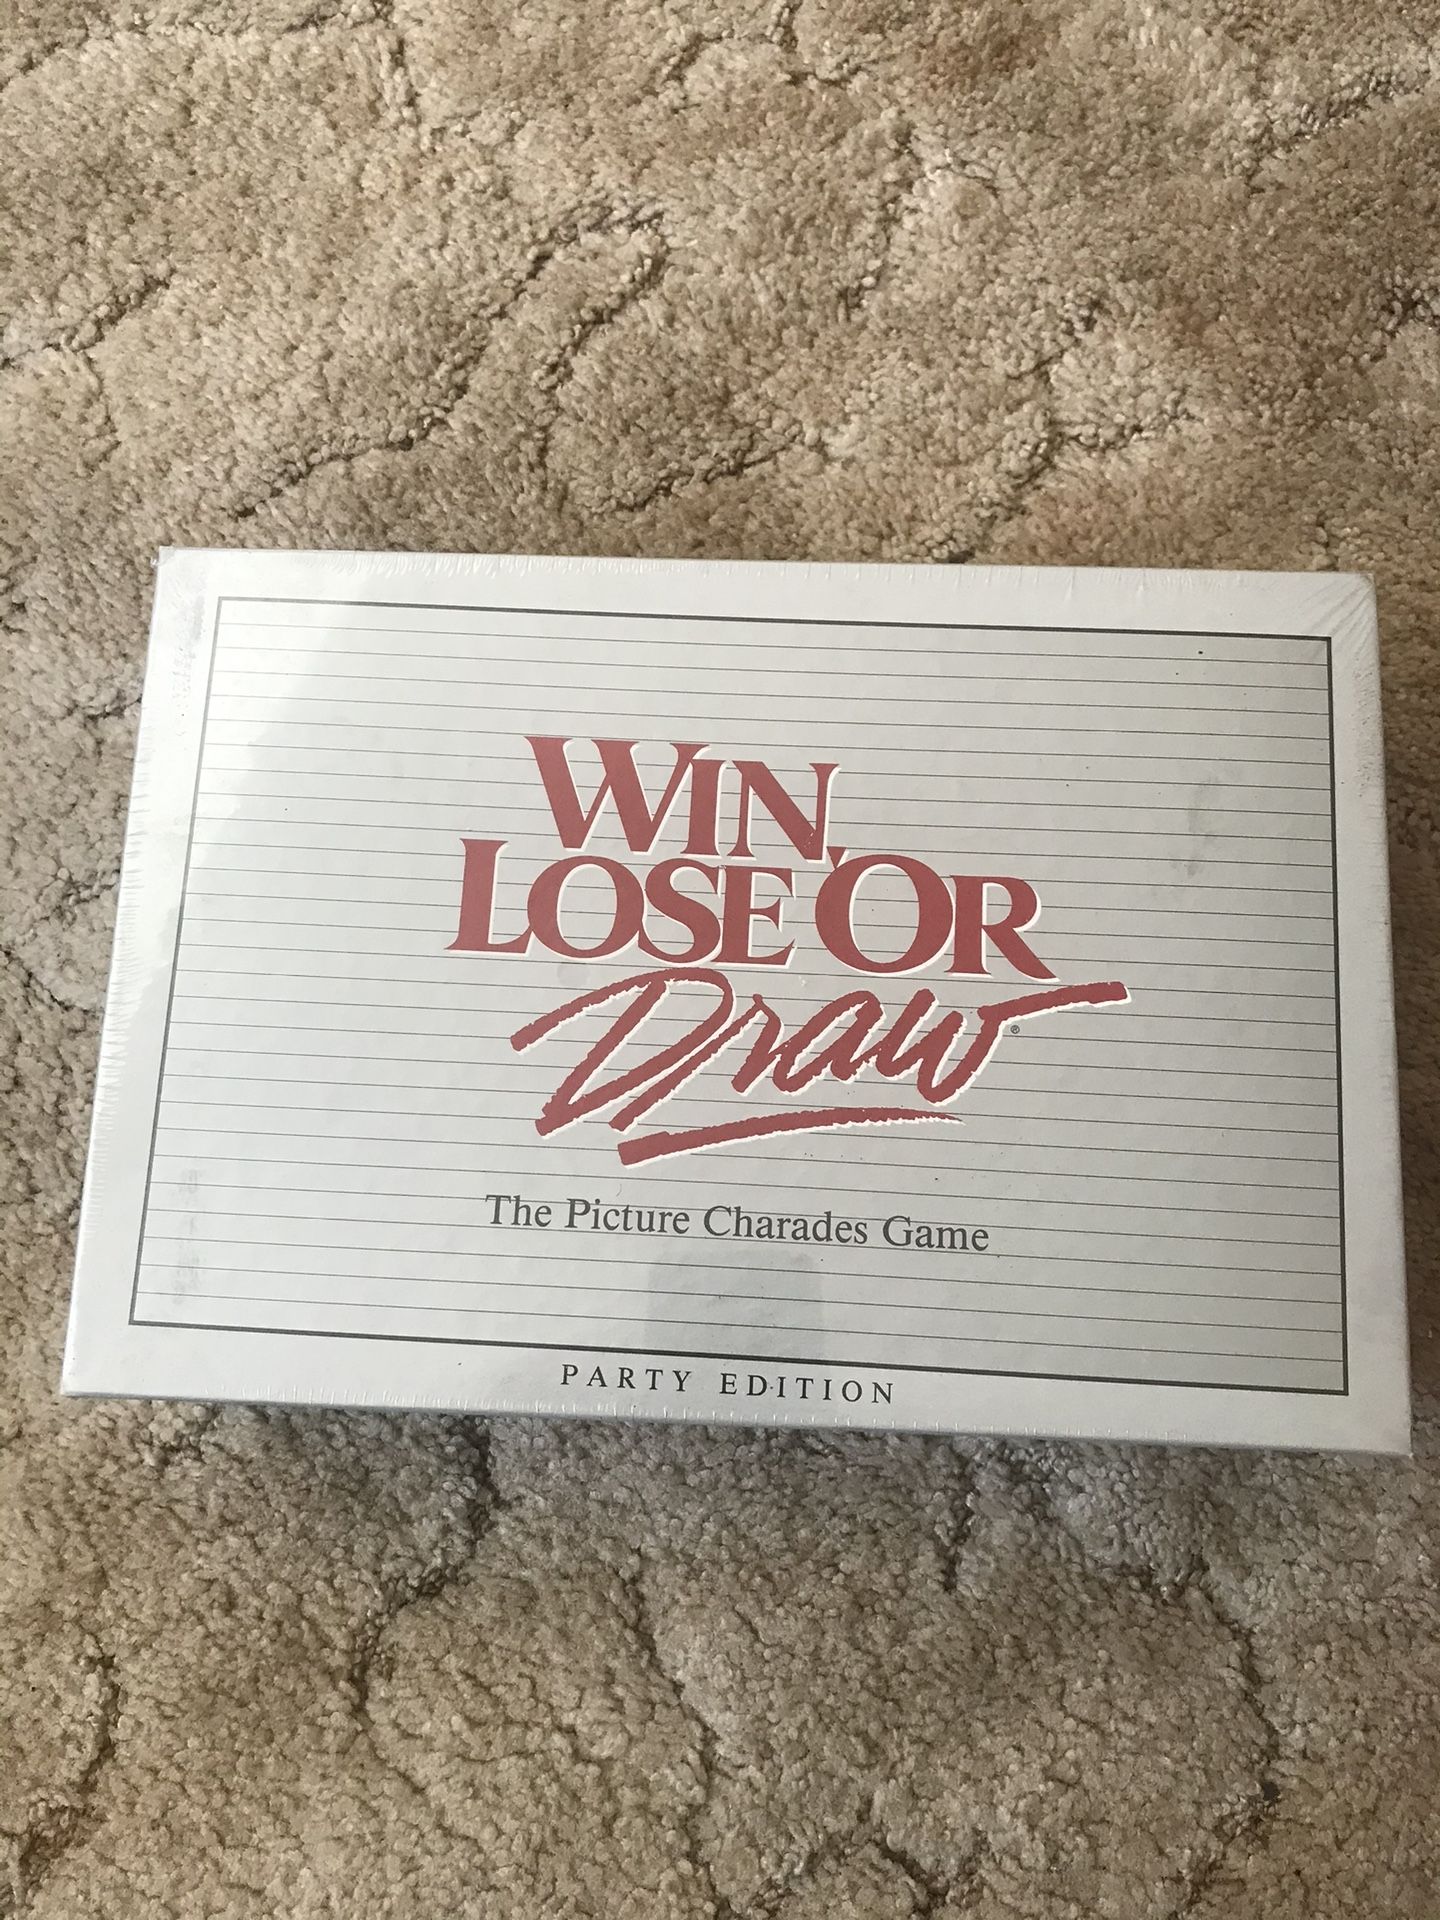 WIN,
LOSE OR
Draw®
The Picture Charades Game
PARTY EDITION